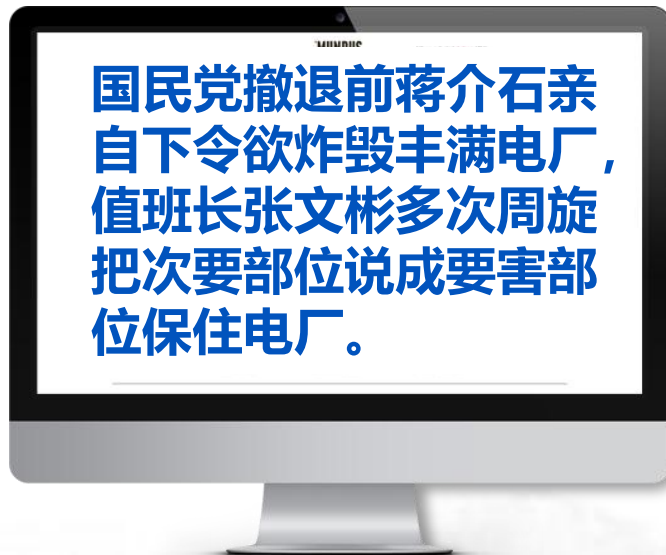 国民党撤退前蒋介石亲
自下令欲炸毁丰满电厂，
值班长张文彬多次周旋
把次要部位说成要害部
位保住电厂。